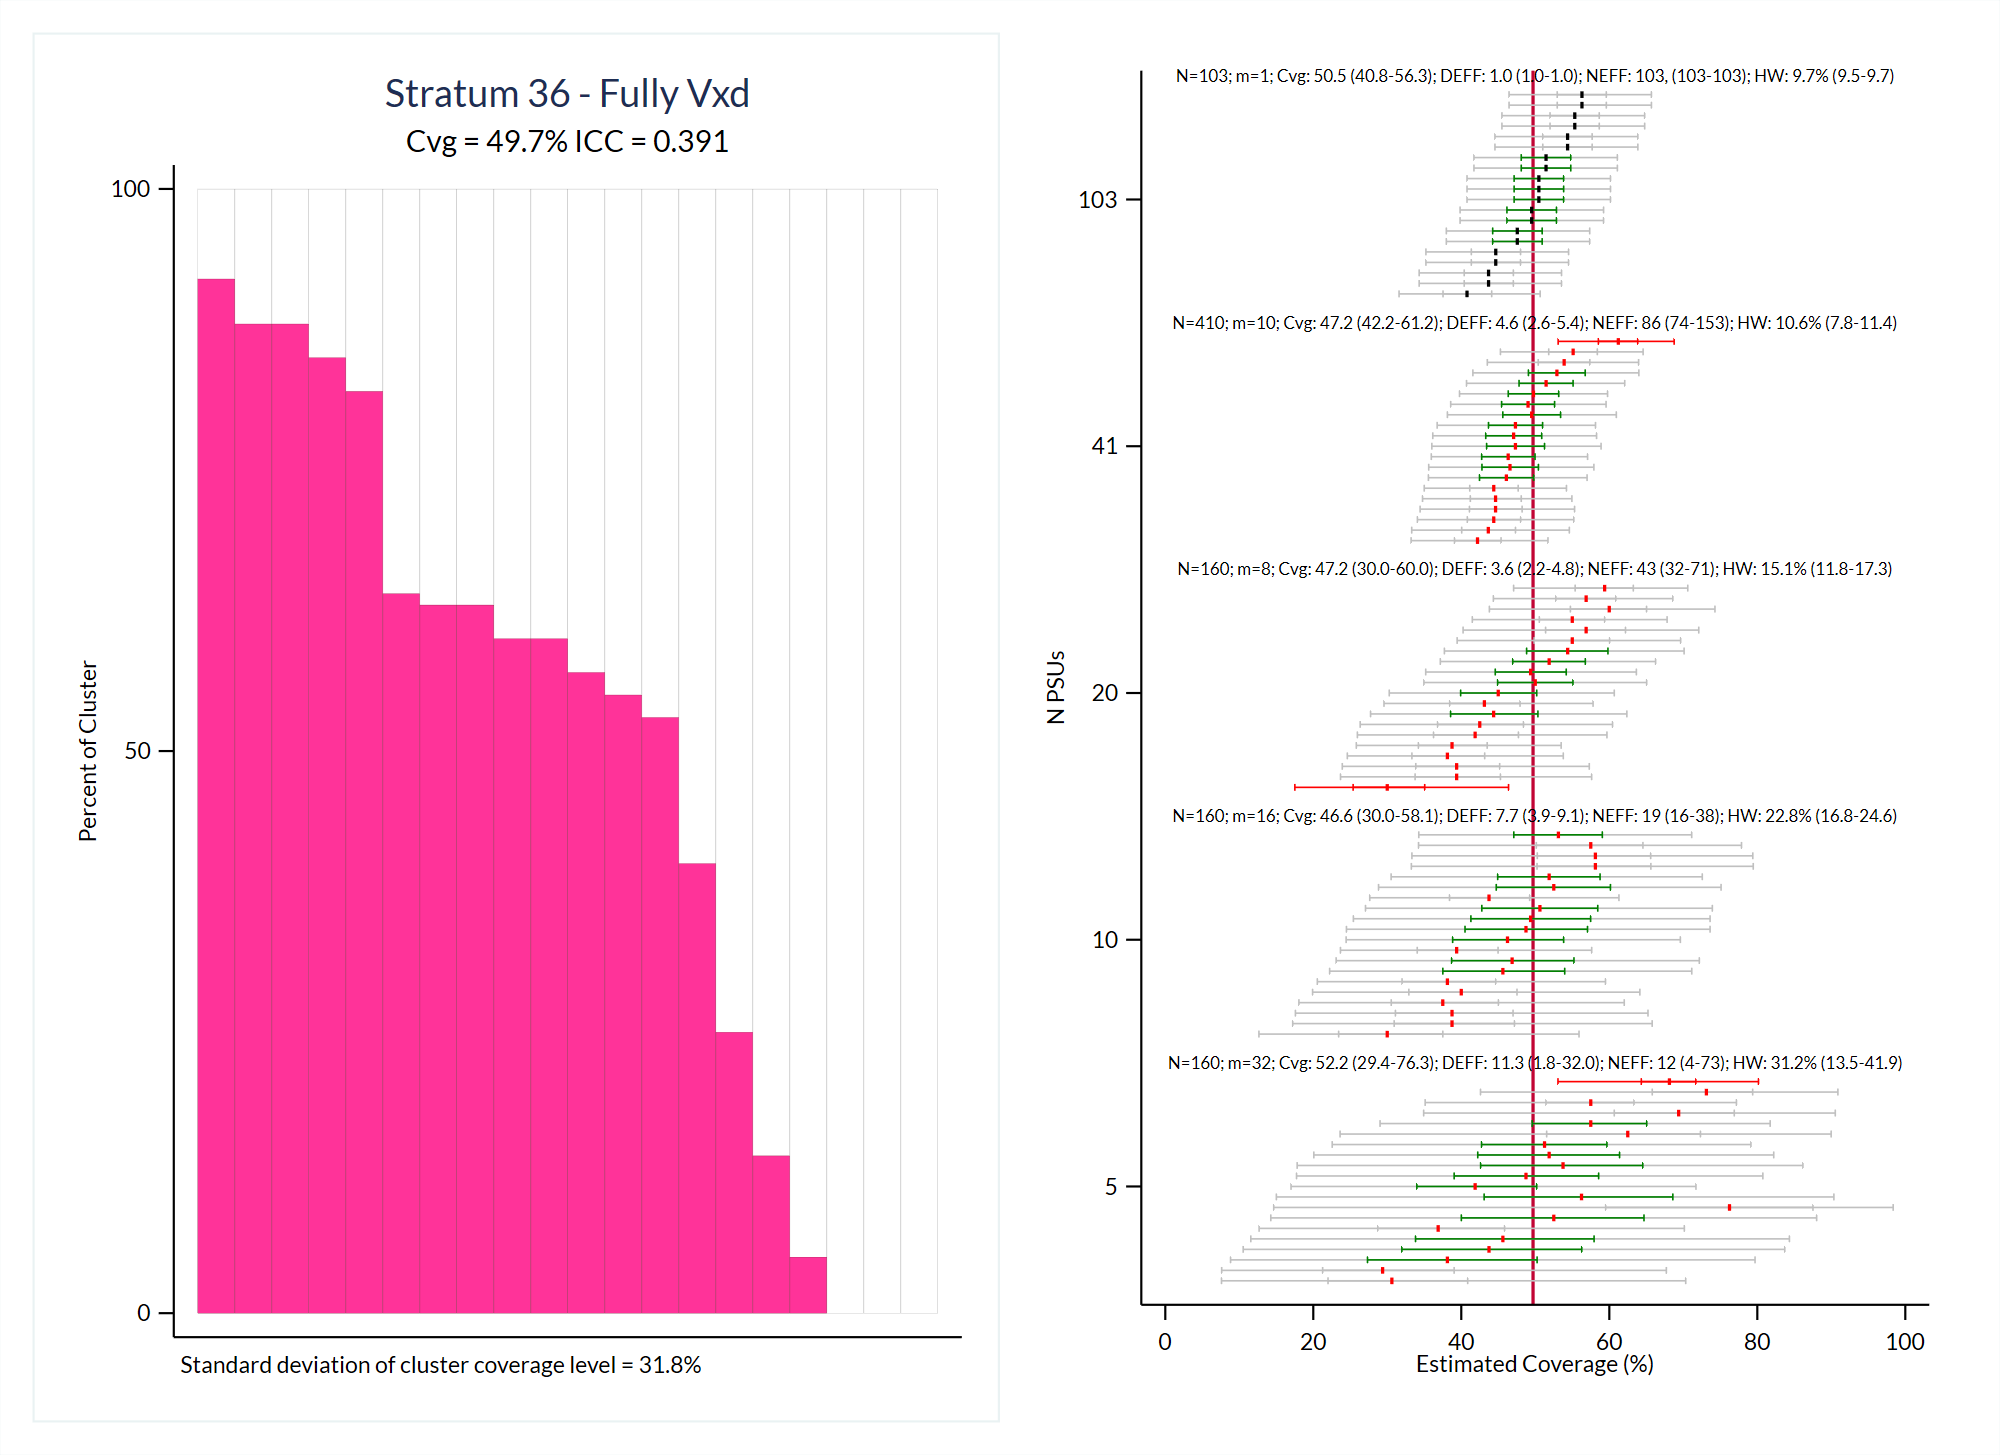 Stratum 36 - Fully Vxd
Cvg = 49.7% ICC = 0.391
100
50
0
Percent of Cluster
Standard deviation of cluster coverage level = 31.8%
N=103; m=1; Cvg: 50.5 (40.8-56.3); DEFF: 1.0 (1.0-1.0); NEFF: 103, (103-103); HW: 9.7% (9.5-9.7)
103
N=410; m=10; Cvg: 47.2 (42.2-61.2); DEFF: 4.6 (2.6-5.4); NEFF: 86 (74-153); HW: 10.6% (7.8-11.4)
41
N=160; m=8; Cvg: 47.2 (30.0-60.0); DEFF: 3.6 (2.2-4.8); NEFF: 43 (32-71); HW: 15.1% (11.8-17.3)
N PSUs
20
N=160; m=16; Cvg: 46.6 (30.0-58.1); DEFF: 7.7 (3.9-9.1); NEFF: 19 (16-38); HW: 22.8% (16.8-24.6)
10
N=160; m=32; Cvg: 52.2 (29.4-76.3); DEFF: 11.3 (1.8-32.0); NEFF: 12 (4-73); HW: 31.2% (13.5-41.9)
5
0 20 40 60 80 100
Estimated Coverage (%)